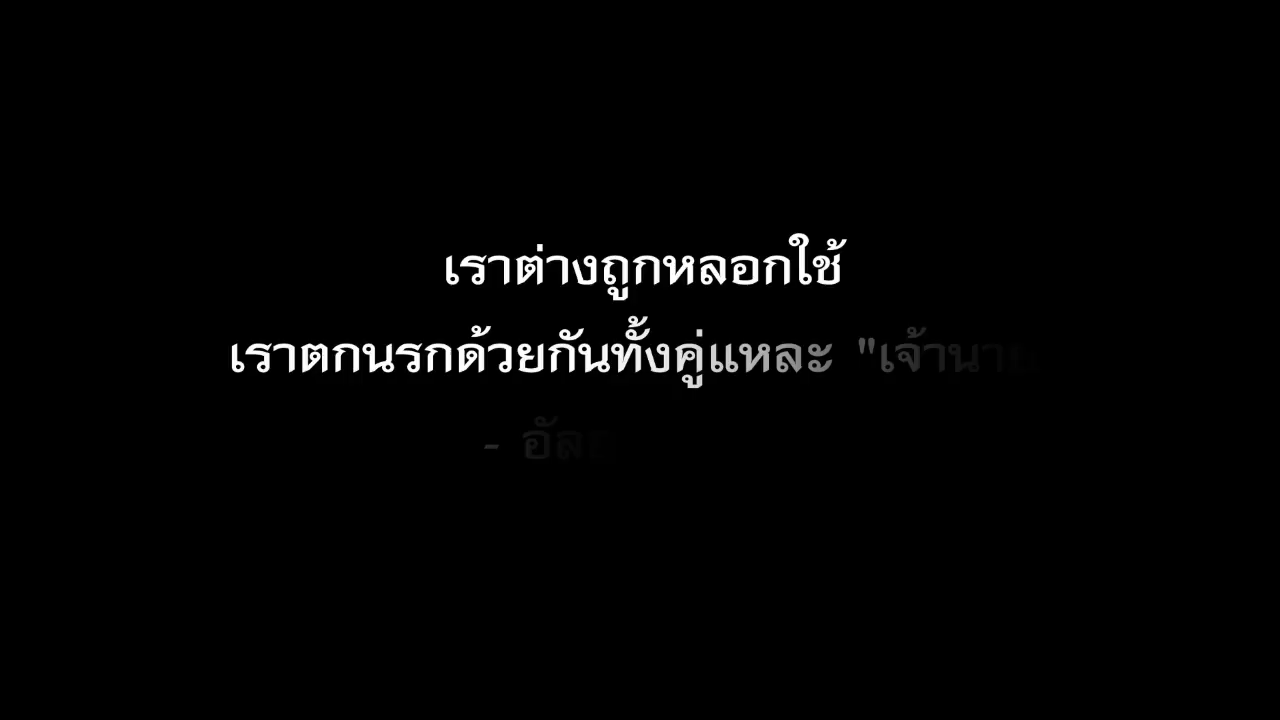 เราต่างถูกหลอกใช้
เราตกนรกด้วยกันทั้งคู่แหละ "เจ้านาย
-